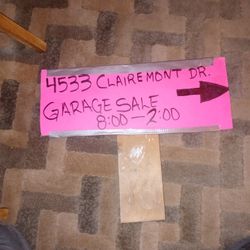 4533 CLAIREMONT DR.
GARAGE SALE
8:00-2:00